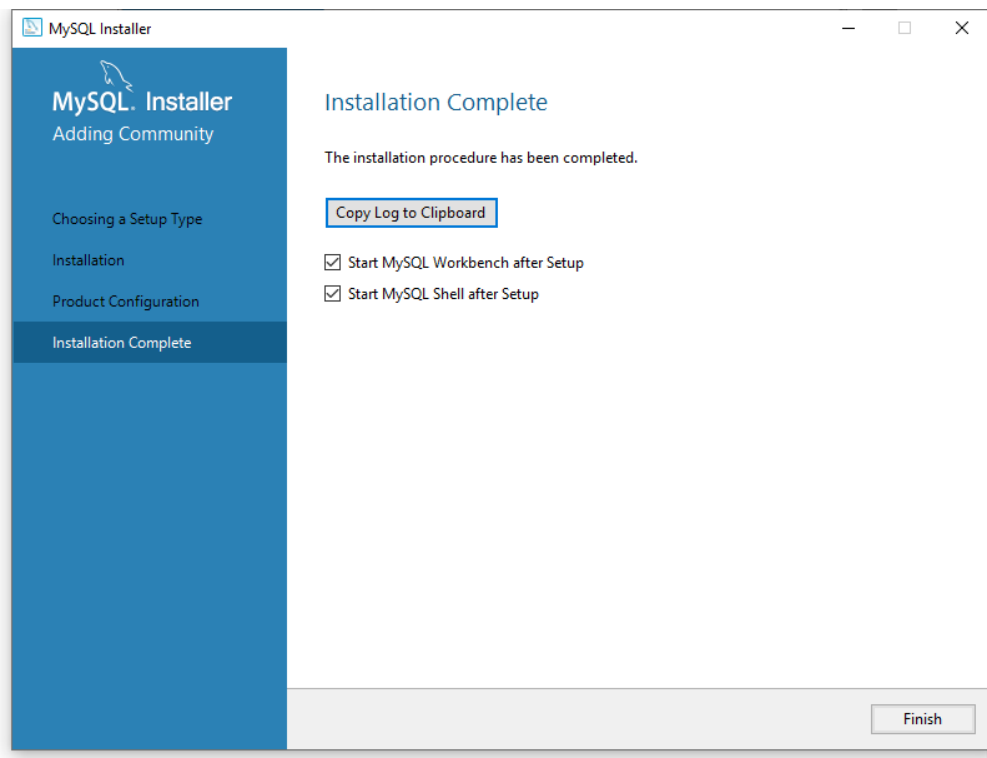 MySQL Installer
MySQL. Installer
Adding Community
Choosing a Setup Type
Installation
Product Configuration
Installation Complete
Installation Complete
The installation procedure has been completed.
Copy Log to Clipboard
Start MySQL Workbench after Setup
Start MySQL Shell after Setup
Finish